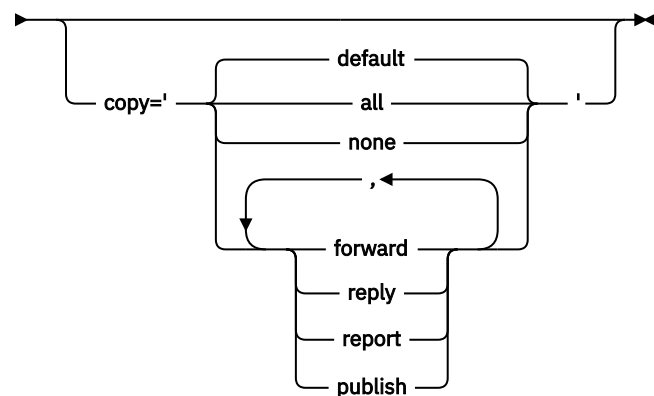 default
copy=' all '
none
,
forward
reply
report
publish